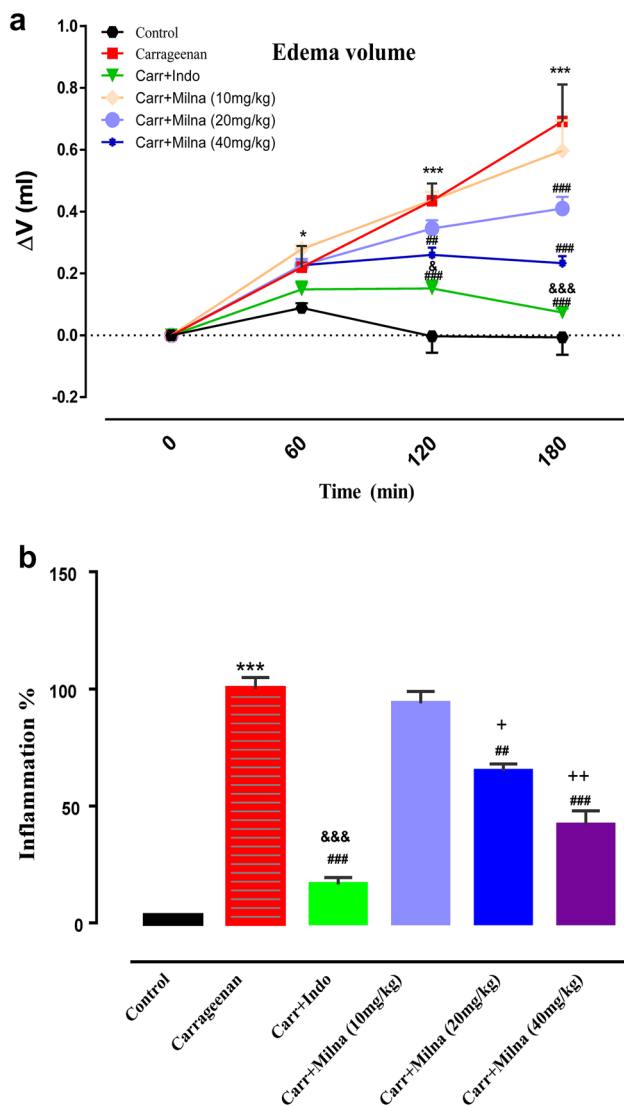 a
Edema volume
Control
Carrageenan
Carr+Indo
Carr+Milna (10mg/kg)
Carr+Milna (20mg/kg)
Carr+Milna (40mg/kg)
1.0
0.8
0.6
0.4
0.2
0.0
-0.2
ΔV (ml)
*
***
***
##
&
###
###
###
&&&
###
0
60
120
180
Time (min)
b
150
100
50
0
Inflammation %
***
&&&
###
+
##
++
###
Control
Carrageenan
Carr+Indo
Carr+Milna (10mg/kg)
Carr+Milna (20mg/kg)
Carr+Milna (40mg/kg)